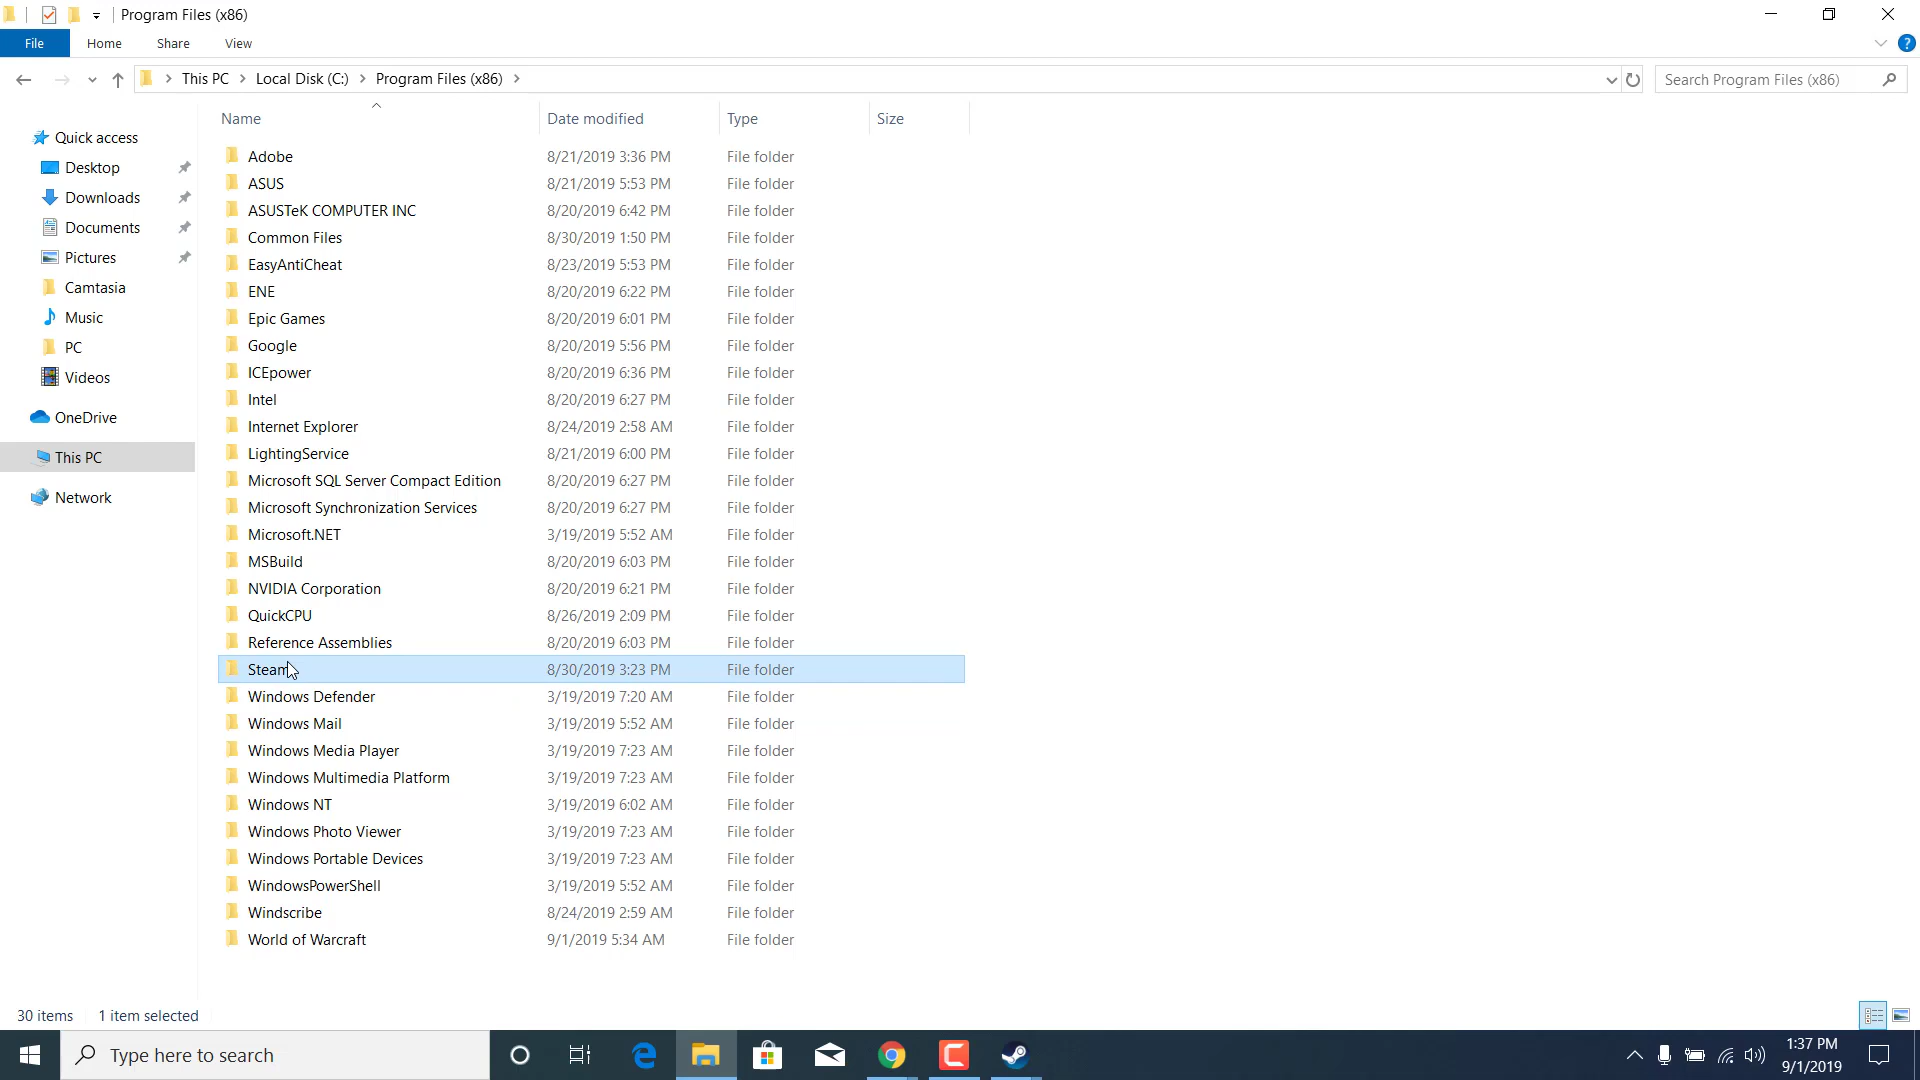 Program Files (x86)
File Home Share View
This PC Local Disk (C:) Program Files (x86)
Search Program Files (x86)
Name Date modified Type Size
Quick access
Desktop
Downloads
Documents
Pictures
Camtasia
Music
PC
Videos
OneDrive
This PC
Network
Adobe 8/21/2019 3:36 PM File folder
ASUS 8/21/2019 5:53 PM File folder
ASUSTeK COMPUTER INC 8/20/2019 6:42 PM File folder
Common Files 8/30/2019 1:50 PM File folder
EasyAntiCheat 8/23/2019 5:53 PM File folder
ENE 8/20/2019 6:22 PM File folder
Epic Games 8/20/2019 6:01 PM File folder
Google 8/20/2019 5:56 PM File folder
ICEpower 8/20/2019 6:36 PM File folder
Intel 8/20/2019 6:27 PM File folder
Internet Explorer 8/24/2019 2:58 AM File folder
LightingService 8/21/2019 6:00 PM File folder
Microsoft SQL Server Compact Edition 8/20/2019 6:27 PM File folder
Microsoft Synchronization Services 8/20/2019 6:27 PM File folder
Microsoft.NET 3/19/2019 5:52 AM File folder
MSBuild 8/20/2019 6:03 PM File folder
NVIDIA Corporation 8/20/2019 6:21 PM File folder
QuickCPU 8/26/2019 2:09 PM File folder
Reference Assemblies 8/20/2019 6:03 PM File folder
Steam 8/30/2019 3:23 PM File folder
Windows Defender 3/19/2019 7:20 AM File folder
Windows Mail 3/19/2019 5:52 AM File folder
Windows Media Player 3/19/2019 7:23 AM File folder
Windows Multimedia Platform 3/19/2019 7:23 AM File folder
Windows NT 3/19/2019 6:02 AM File folder
Windows Photo Viewer 3/19/2019 7:23 AM File folder
Windows Portable Devices 3/19/2019 7:23 AM File folder
WindowsPowerShell 3/19/2019 5:52 AM File folder
Windscribe 8/24/2019 2:59 AM File folder
World of Warcraft 9/1/2019 5:34 AM File folder
30 items 1 item selected
Type here to search
1:37 PM
9/1/2019